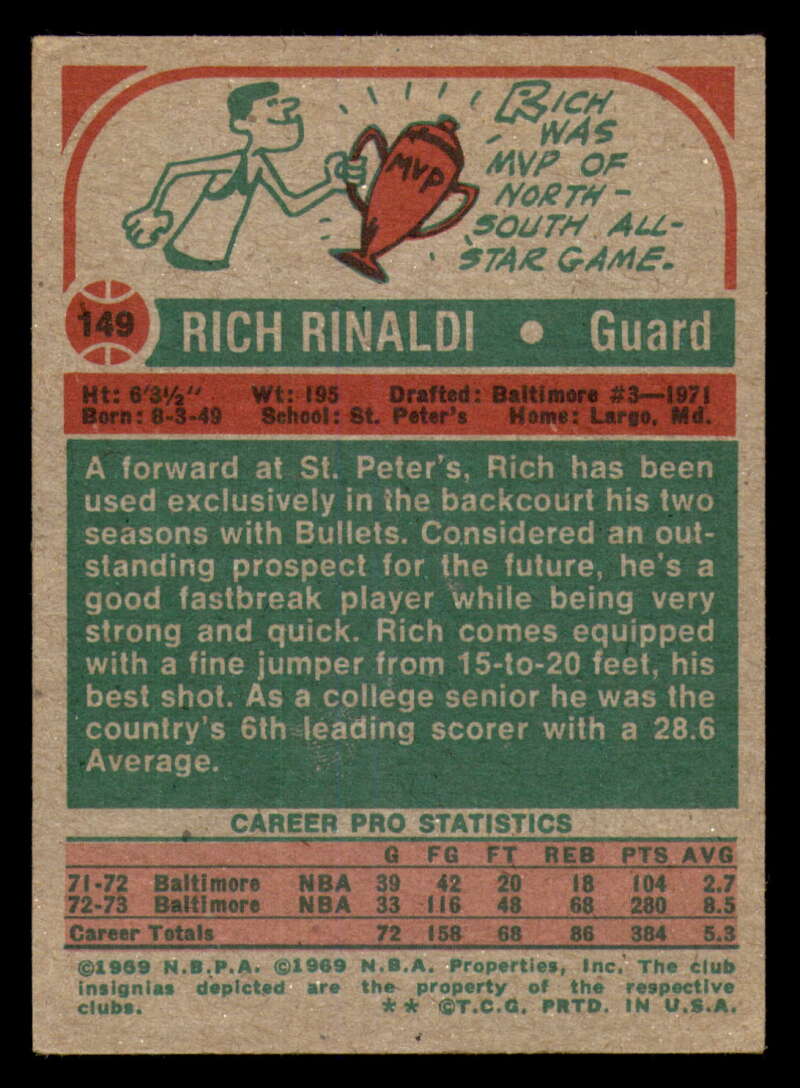 RICH
WAS
MVP OF
NORTH-
SOUTH ALL-
STAR GAME.
MVP
149 RICH RINALDI • Guard
Ht: 6'3½" Wt: 195 Drafted: Baltimore #3—1971
Born: 8-3-49 School: St. Peter's Home: Largo, Md.
A forward at St. Peter's, Rich has been
used exclusively in the backcourt his two
seasons with Bullets. Considered an out-
standing prospect for the future, he's a
good fastbreak player while being very
strong and quick. Rich comes equipped
with a fine jumper from 15-to-20 feet, his
best shot. As a college senior he was the
country's 6th leading scorer with a 28.6
Average.
CAREER PRO STATISTICS
G FG FT REB PTS AVG
71-72 Baltimore NBA 39 42 20 18 104 2.7
72-73 Baltimore NBA 33 116 48 68 280 8.5
Career Totals 72 158 68 86 384 5.3
©1969 N.B.P.A. ©1969 N.B.A. Properties, Inc. The club
insignias depicted are the property of the respective
clubs. ** ©T.C.G. PRTD. IN U.S.A.